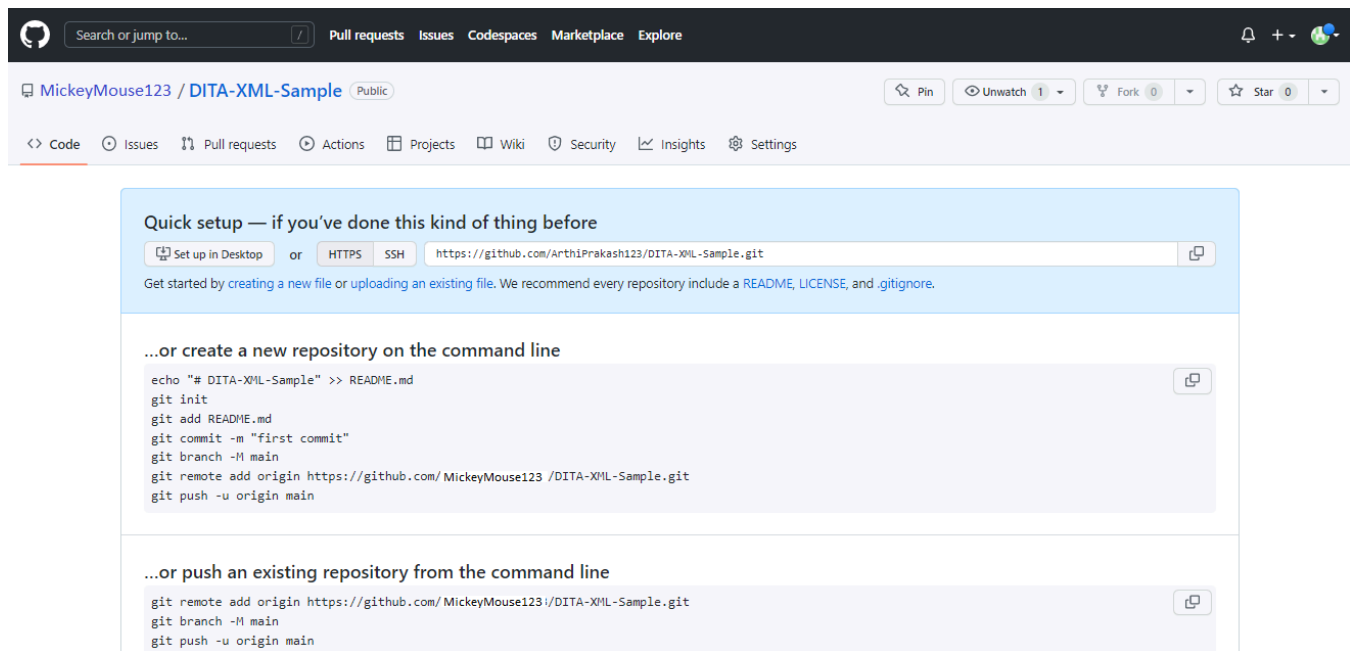 Search or jump to... / Pull requests Issues Codespaces Marketplace Explore
MickeyMouse123 / DITA-XML-Sample Public Pin Unwatch 1 Fork 0 Star 0
<> Code Issues Pull requests Actions Projects Wiki Security Insights Settings
Quick setup — if you’ve done this kind of thing before
Set up in Desktop or HTTPS SSH https://github.com/ArthiPrakash123/DITA-XML-Sample.git
Get started by creating a new file or uploading an existing file. We recommend every repository include a README, LICENSE, and .gitignore.
…or create a new repository on the command line
echo "# DITA-XML-Sample" >> README.md
git init
git add README.md
git commit -m "first commit"
git branch -M main
git remote add origin https://github.com/ MickeyMouse123 /DITA-XML-Sample.git
git push -u origin main
…or push an existing repository from the command line
git remote add origin https://github.com/ MickeyMouse123 /DITA-XML-Sample.git
git branch -M main
git push -u origin main